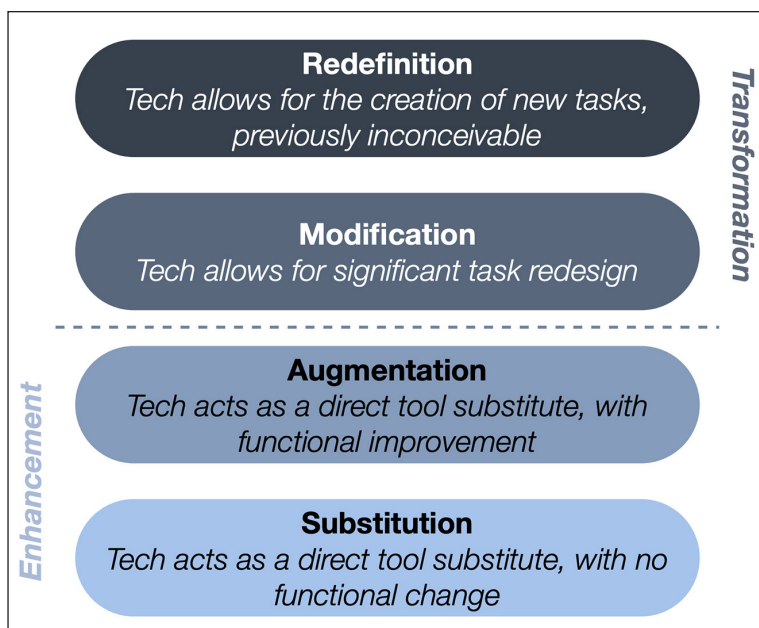 Redefinition
Tech allows for the creation of new tasks,
previously inconceivable
Transformation
Modification
Tech allows for significant task redesign
Augmentation
Tech acts as a direct tool substitute, with
functional improvement
Enhancement
Substitution
Tech acts as a direct tool substitute, with no
functional change